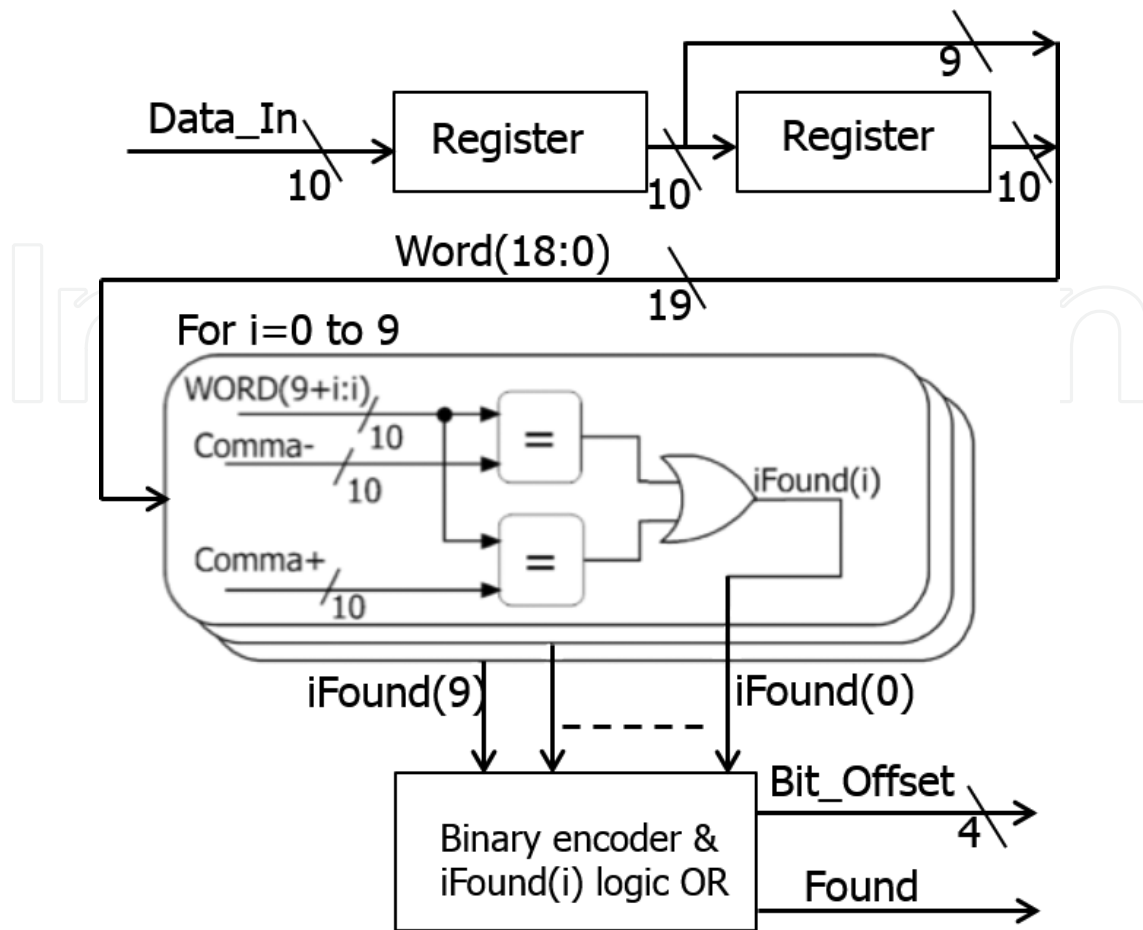 9
Data_In
Register
Register
10
10
10
Word(18:0)
19
For i=0 to 9
WORD(9+i:i)
10
=
Comma-
10
iFound(i)
Comma+
=
10
iFound(9)
iFound(0)
Bit_Offset
4
Binary encoder &
iFound(i) logic OR
Found